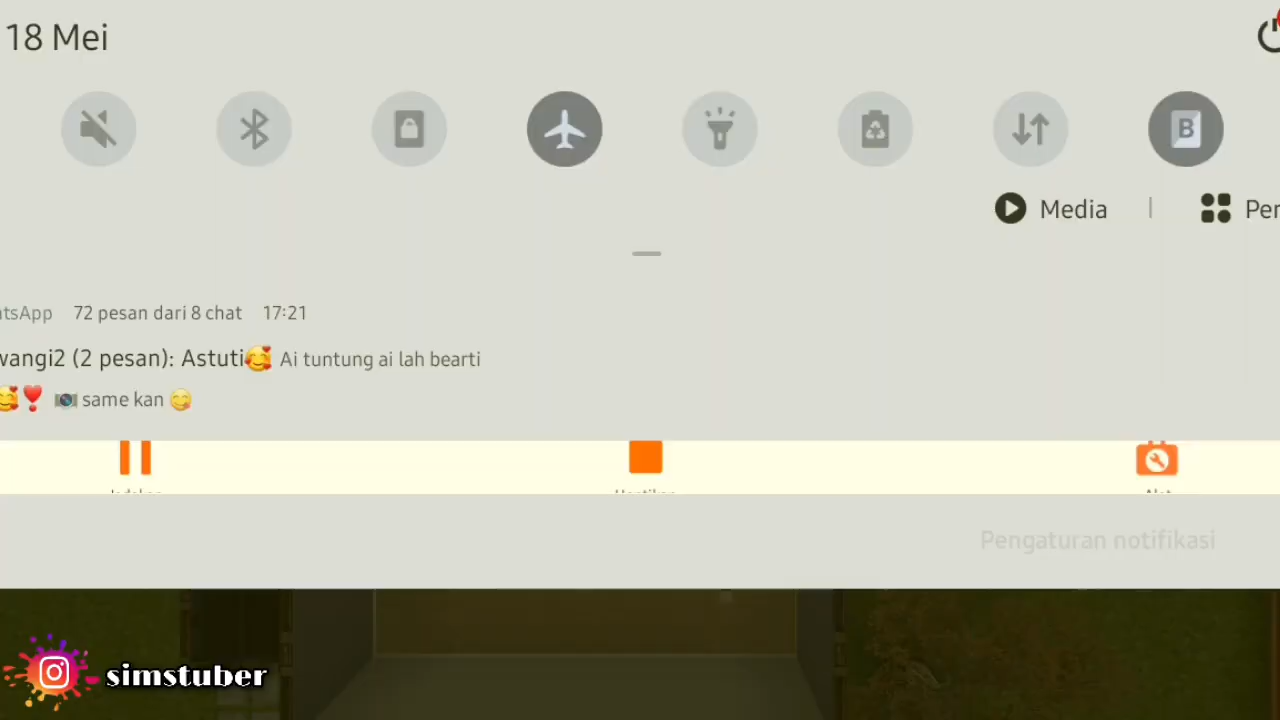 18 Mei
B
Media | Per
atsApp 72 pesan dari 8 chat 17:21
wangi2 (2 pesan): Astuti🥰 Ai tuntung ai lah bearti
🥰❣️ 📷 same kan 😋
Pengaturan notifikasi
simstuber